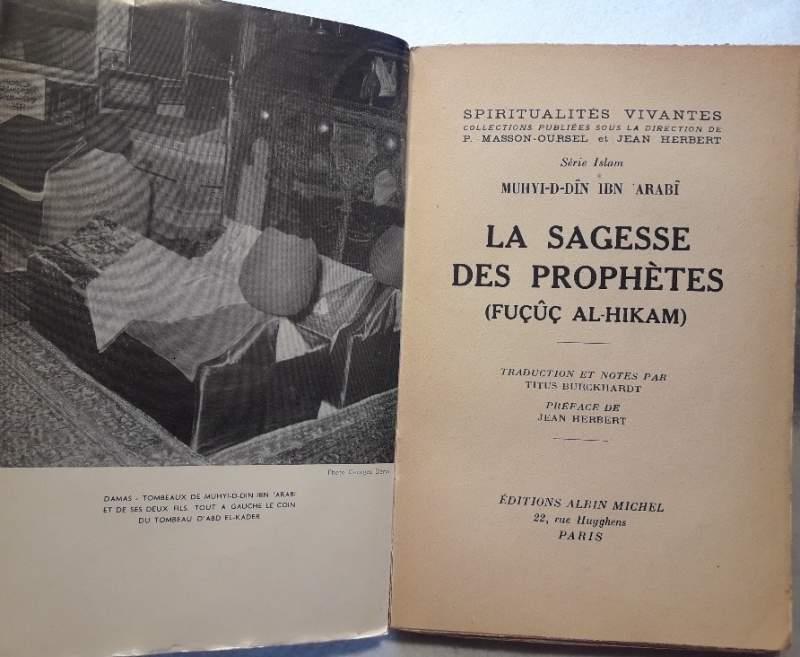 Photo Georges Bera
DAMAS - TOMBEAUX DE MUHYI-D-DIN IBN 'ARABI
ET DE SES DEUX FILS. TOUT A GAUCHE LE COIN
DU TOMBEAU D'ABD EL-KADER
SPIRITUALITÉS VIVANTES
COLLECTIONS PUBLIÉES SOUS LA DIRECTION DE
P. MASSON-OURSEL et JEAN HERBERT
Série Islam
MUHYI-D-DÎN IBN 'ARABÎ
LA SAGESSE
DES PROPHÈTES
(FUÇÛÇ AL-HIKAM)
TRADUCTION ET NOTES PAR
TITUS BURCKHARDT
PRÉFACE DE
JEAN HERBERT
ÉDITIONS ALBIN MICHEL
22, rue Huyghens
PARIS